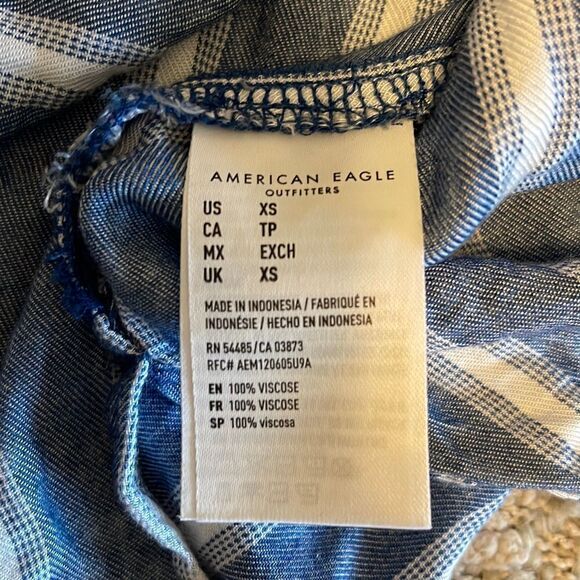 AMERICAN EAGLE
OUTFITTERS
US XS
CA TP
MX EXCH
UK XS
MADE IN INDONESIA / FABRIQUÉ EN
INDONÉSIE / HECHO EN INDONESIA
RN 54485 / CA 03873
RFC# AEM120605U9A
EN 100% VISCOSE
FR 100% VISCOSE
SP 100% viscosa